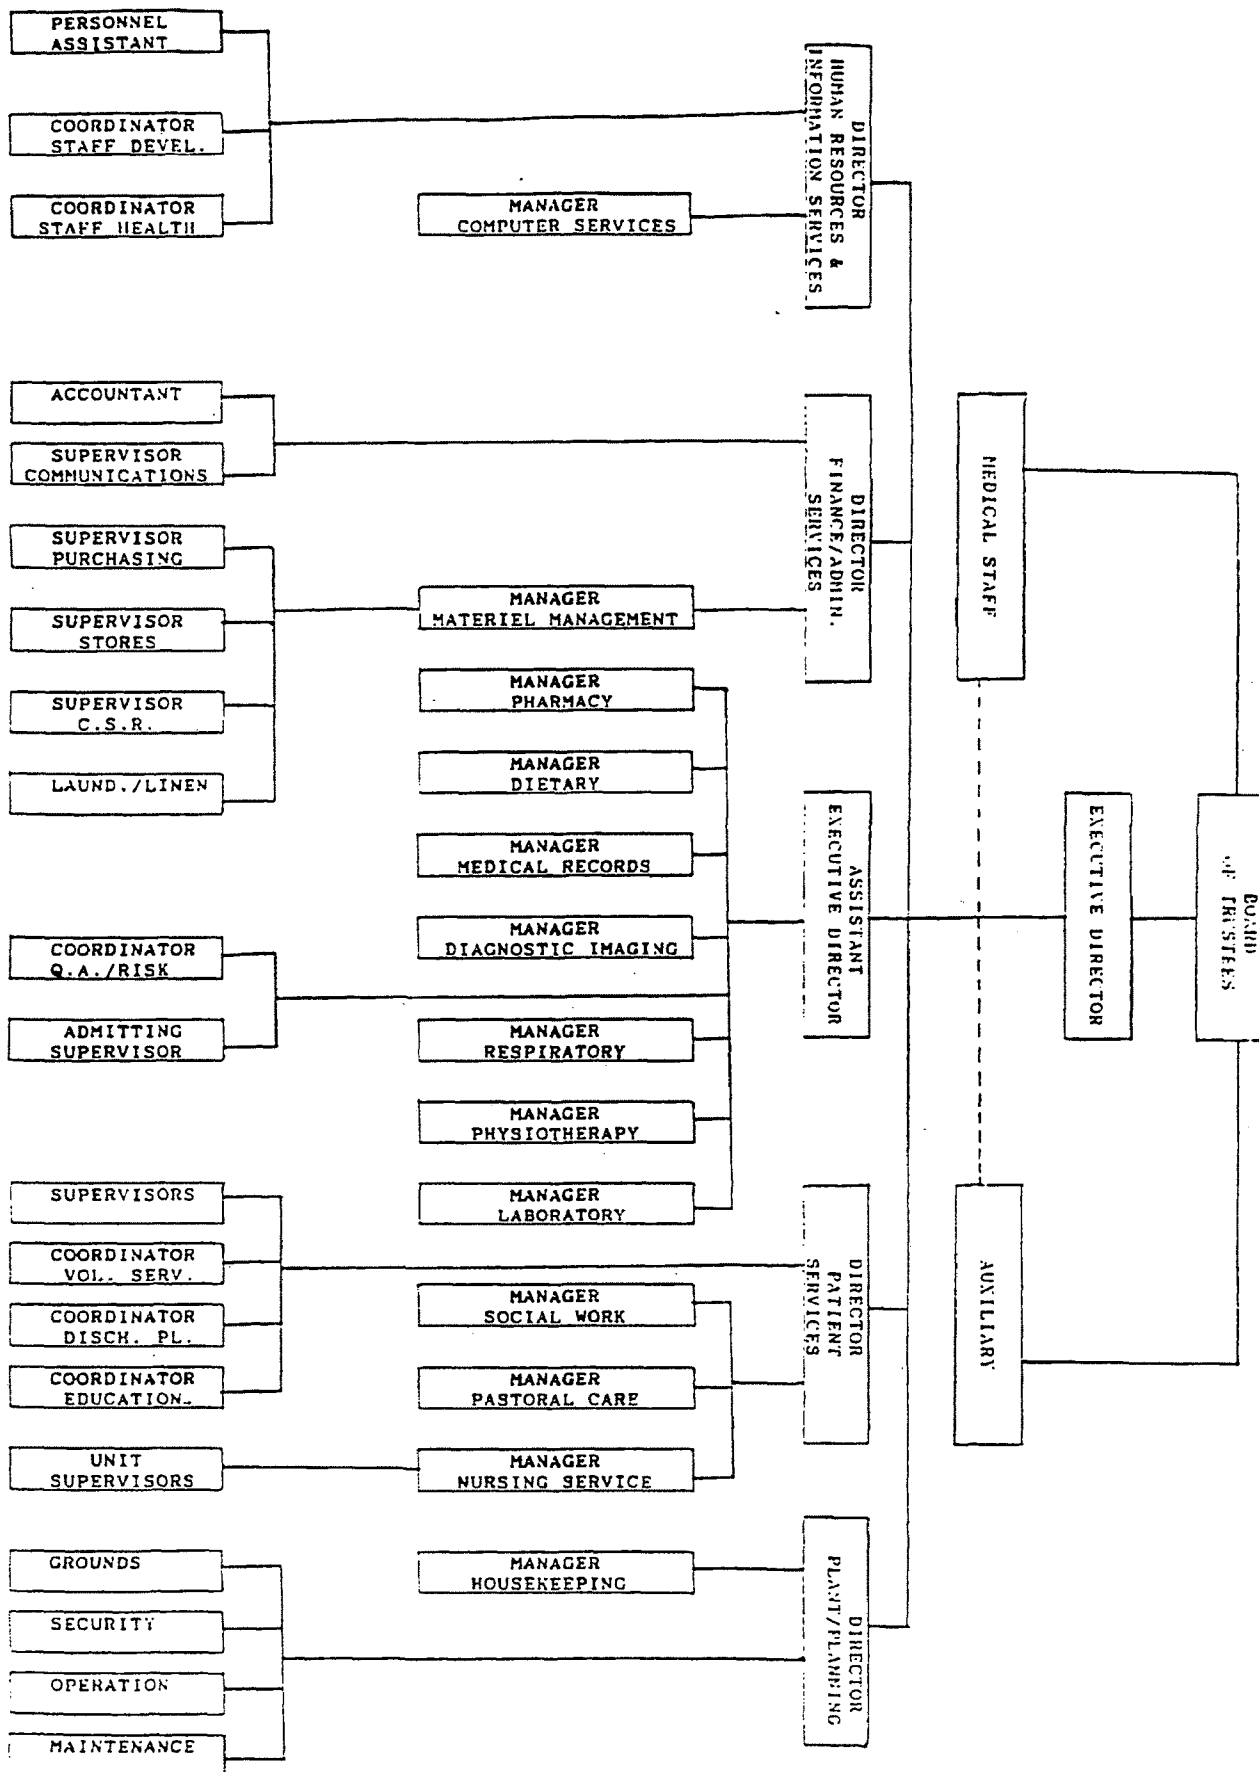 PERSONNEL
ASSISTANT
COORDINATOR
STAFF DEVEL.
COORDINATOR
STAFF HEALTH
MANAGER
COMPUTER SERVICES
DIRECTOR
HUMAN RESOURCES &
INFORMATION SERVICES
ACCOUNTANT
SUPERVISOR
COMMUNICATIONS
SUPERVISOR
PURCHASING
SUPERVISOR
STORES
SUPERVISOR
C.S.R.
LAUND./LINEN
MANAGER
MATERIEL MANAGEMENT
DIRECTOR
FINANCE/ADMIN.
SERVICES
MEDICAL STAFF
MANAGER
PHARMACY
MANAGER
DIETARY
MANAGER
MEDICAL RECORDS
MANAGER
DIAGNOSTIC IMAGING
COORDINATOR
Q.A./RISK
ADMITTING
SUPERVISOR
MANAGER
RESPIRATORY
MANAGER
PHYSIOTHERAPY
MANAGER
LABORATORY
ASSISTANT
EXECUTIVE DIRECTOR
EXECUTIVE DIRECTOR
BOARD
OF TRUSTEES
SUPERVISORS
COORDINATOR
VOL. SERV.
COORDINATOR
DISCH. PL.
COORDINATOR
EDUCATION
UNIT
SUPERVISORS
MANAGER
SOCIAL WORK
MANAGER
PASTORAL CARE
MANAGER
NURSING SERVICE
DIRECTOR
PATIENT
SERVICES
AUXILIARY
GROUNDS
SECURITY
OPERATION
MAINTENANCE
MANAGER
HOUSEKEEPING
DIRECTOR
PLANT/PLANNING